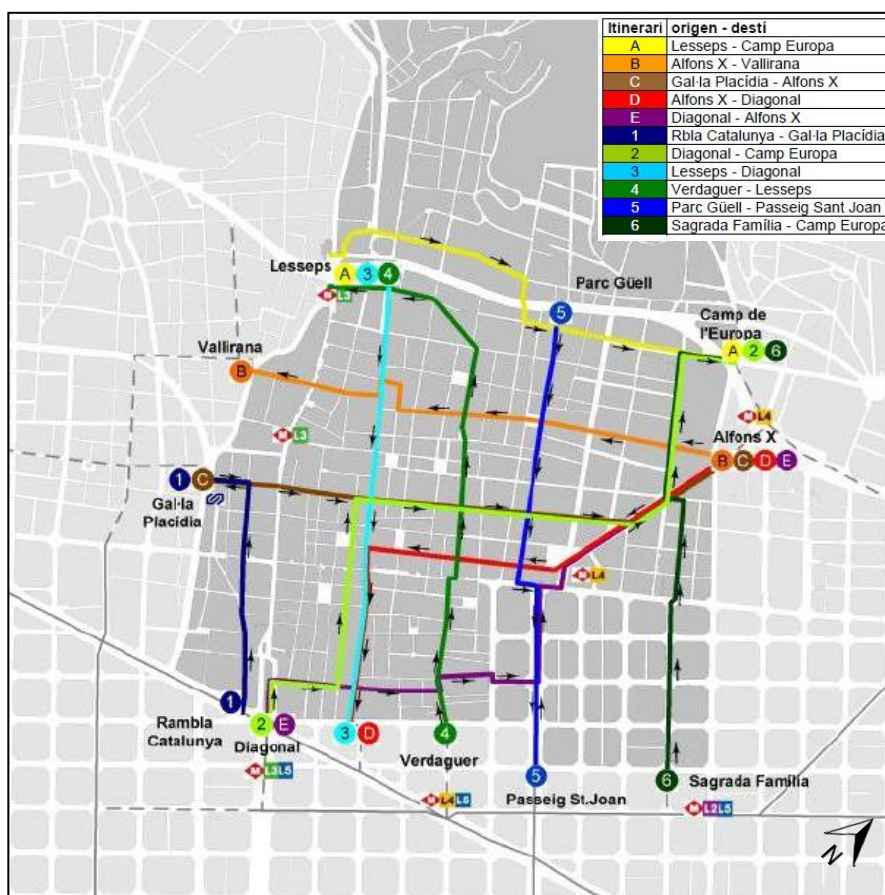 Itinerari origen - destí
A Lesseps - Camp Europa
B Alfons X - Vallirana
C Gal·la Placídia - Alfons X
D Alfons X - Diagonal
E Diagonal - Alfons X
1 Rbla Catalunya - Gal·la Placídia
2 Diagonal - Camp Europa
3 Lesseps - Diagonal
4 Verdaguer - Lesseps
5 Parc Güell - Passeig Sant Joan
6 Sagrada Família - Camp Europa
Lesseps
A 3 4
M L3
Parc Güell
5
Camp de
l'Europa
A 2 6
Vallirana
B
M L3
M L4
Alfons X
B C D E
1 C
Gal·la
Placídia
M L4
1
Rambla
Catalunya
2 E
Diagonal
M L3 L5
3 D
4
Verdaguer
M L4 L5
5
Passeig St.Joan
6
Sagrada Família
M L2 L5
N